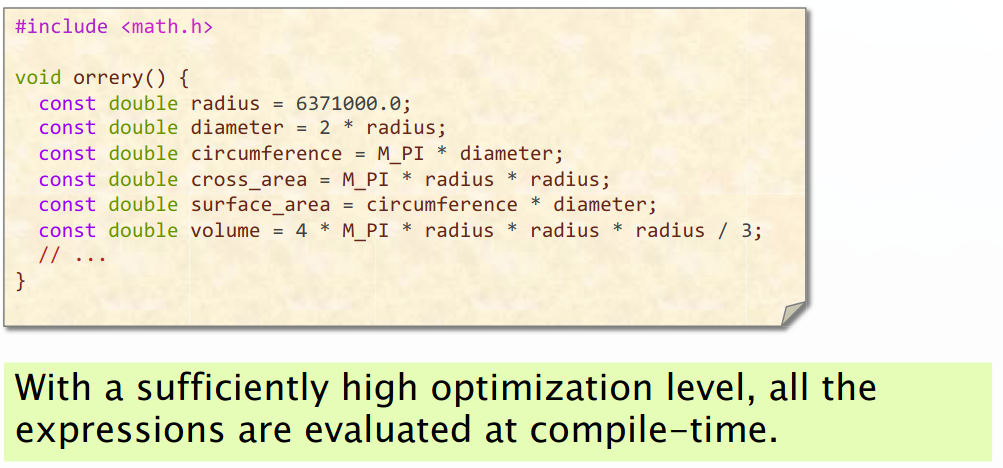 #include <math.h>
void orrery() {
const double radius = 6371000.0;
const double diameter = 2 * radius;
const double circumference = M_PI * diameter;
const double cross_area = M_PI * radius * radius;
const double surface_area = circumference * diameter;
const double volume = 4 * M_PI * radius * radius * radius / 3;
// ...
}
With a sufficiently high optimization level, all the
expressions are evaluated at compile-time.